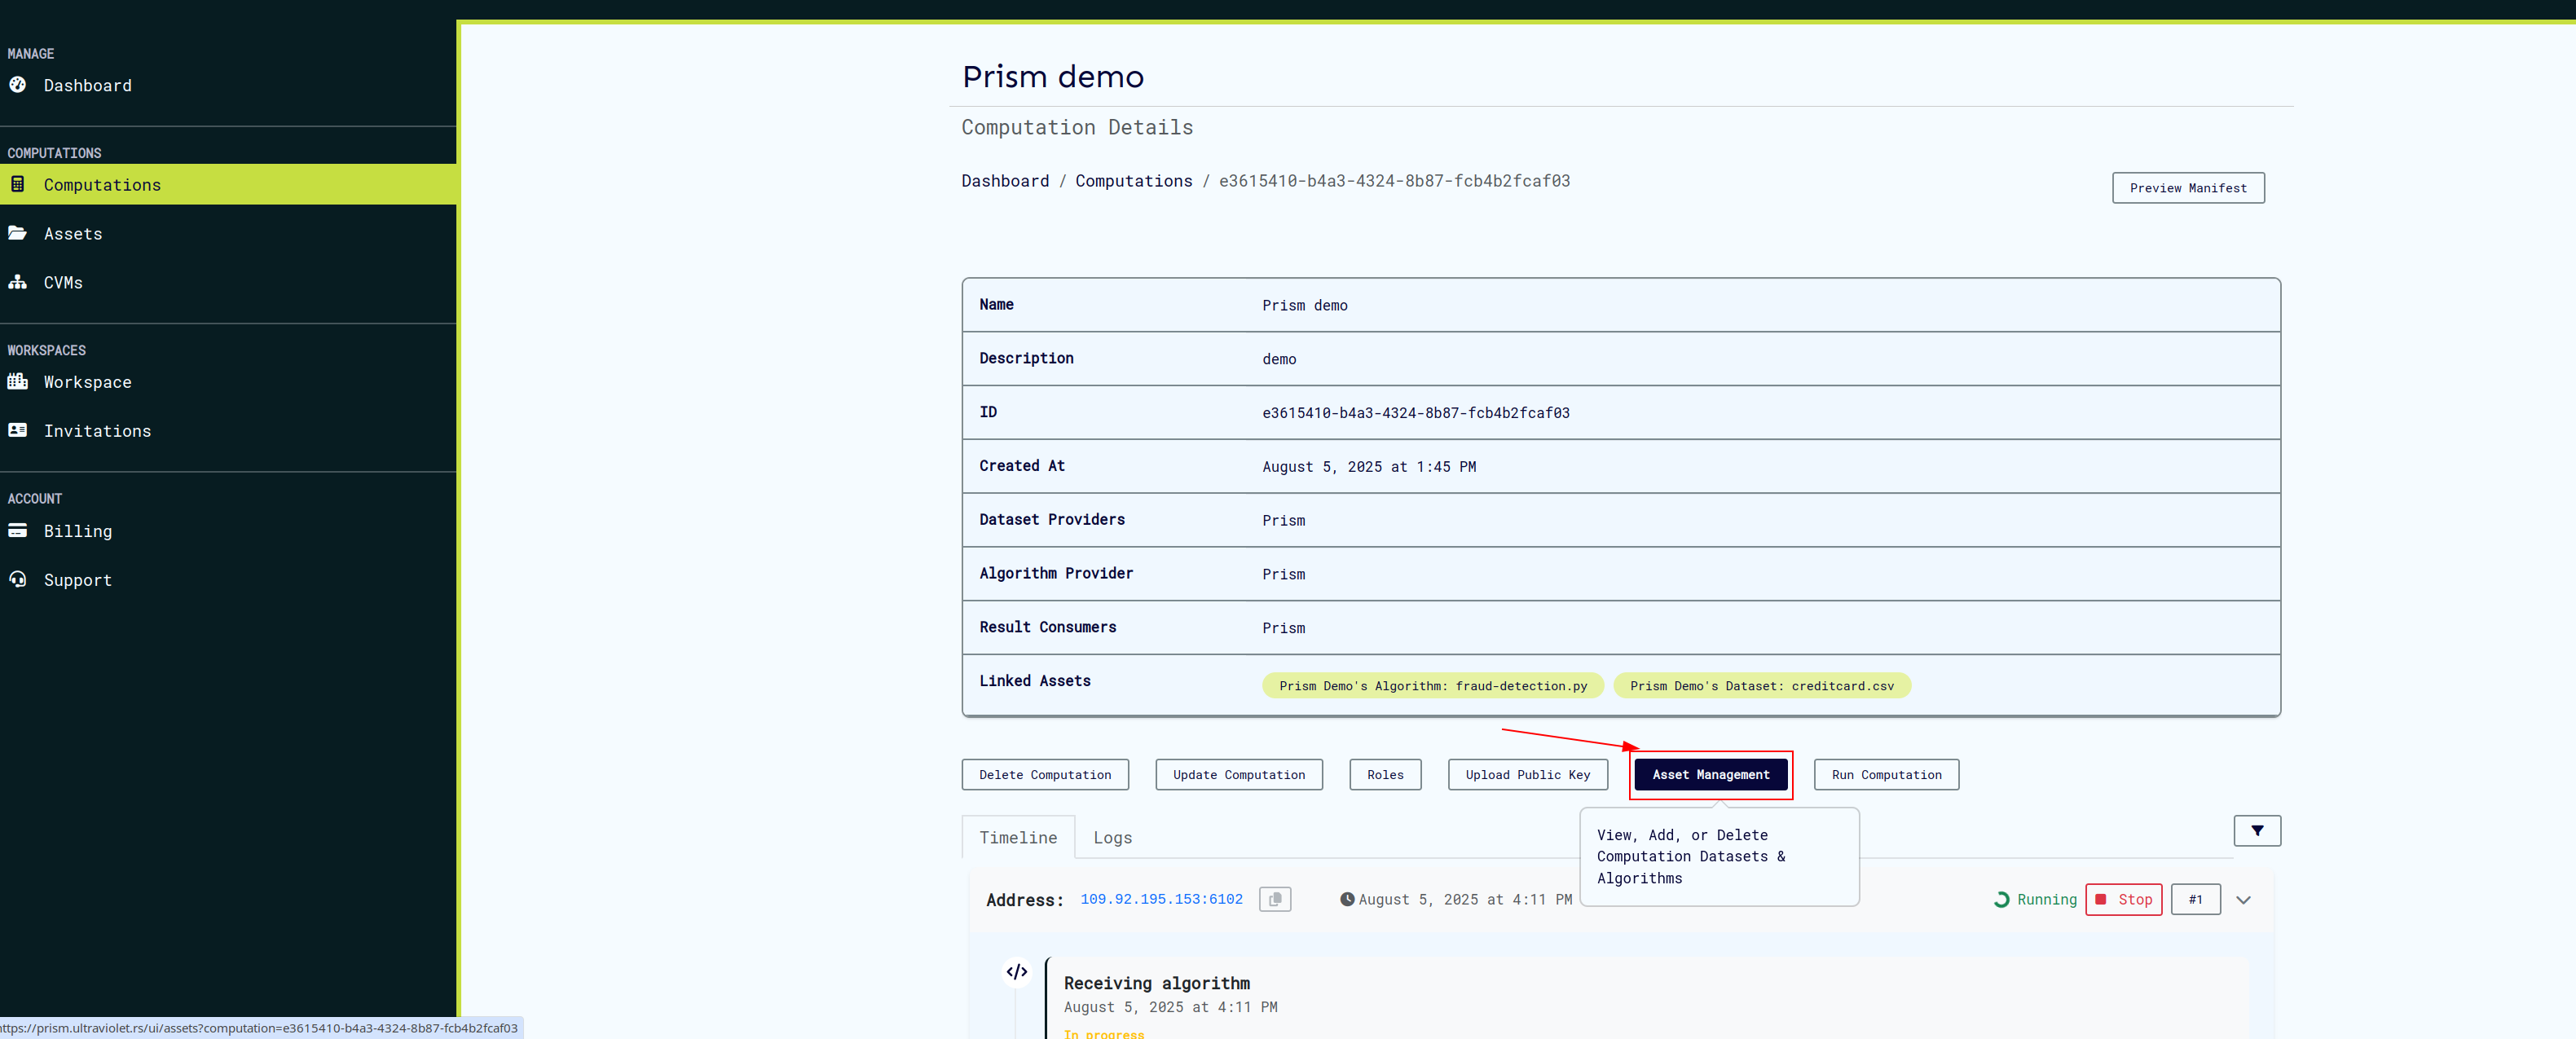 MANAGE
Dashboard
COMPUTATIONS
Computations
Assets
CVMs
WORKSPACES
Workspace
Invitations
ACCOUNT
Billing
Support
Prism demo
Computation Details
Dashboard / Computations / e3615410-b4a3-4324-8b87-fcb4b2fcaf03
Preview Manifest
Name Prism demo
Description demo
ID e3615410-b4a3-4324-8b87-fcb4b2fcaf03
Created At August 5, 2025 at 1:45 PM
Dataset Providers Prism
Algorithm Provider Prism
Result Consumers Prism
Linked Assets Prism Demo's Algorithm: fraud-detection.py Prism Demo's Dataset: creditcard.csv
Delete Computation Update Computation Roles Upload Public Key Asset Management Run Computation
View, Add, or Delete
Computation Datasets &
Algorithms
Timeline Logs
Address: 109.92.195.153:6102 August 5, 2025 at 4:11 PM Running Stop #1
</> Receiving algorithm
August 5, 2025 at 4:11 PM
In progress
https://prism.ultraviolet.rs/ui/assets?computation=e3615410-b4a3-4324-8b87-fcb4b2fcaf03